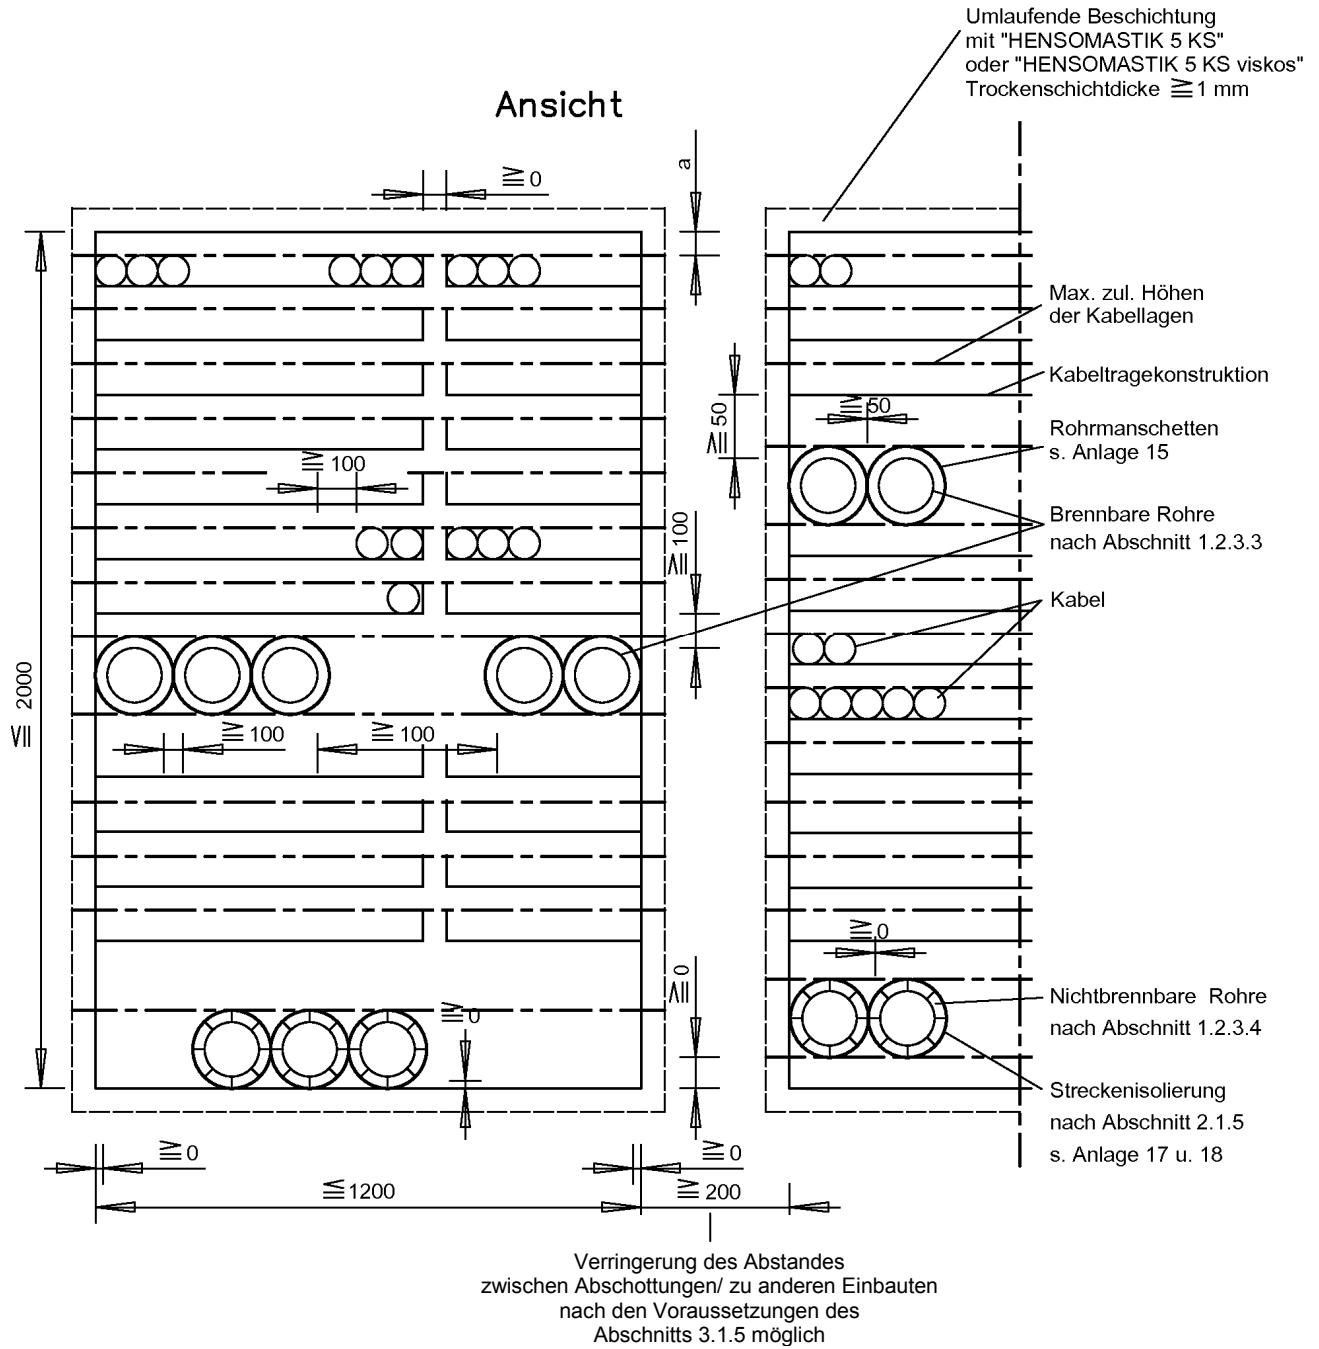 Umlaufende Beschichtung
mit "HENSOMASTIK 5 KS"
oder "HENSOMASTIK 5 KS viskos"
Trockenschichtdicke ≧ 1 mm
Ansicht
a
≧ 0
Max. zul. Höhen
der Kabellagen
Kabeltragekonstruktion
≧ 50
≧ 50
Rohrmanschetten
s. Anlage 15
≧ 100
≧ 100
Brennbare Rohre
nach Abschnitt 1.2.3.3
Kabel
≦ 2000
≧ 100
≧ 100
≧ 0
≧ 0
≧ 0
Nichtbrennbare Rohre
nach Abschnitt 1.2.3.4
Streckenisolierung
nach Abschnitt 2.1.5
s. Anlage 17 u. 18
≧ 0
≧ 0
≦ 1200
≧ 200
Verringerung des Abstandes
zwischen Abschottungen/ zu anderen Einbauten
nach den Voraussetzungen des
Abschnitts 3.1.5 möglich